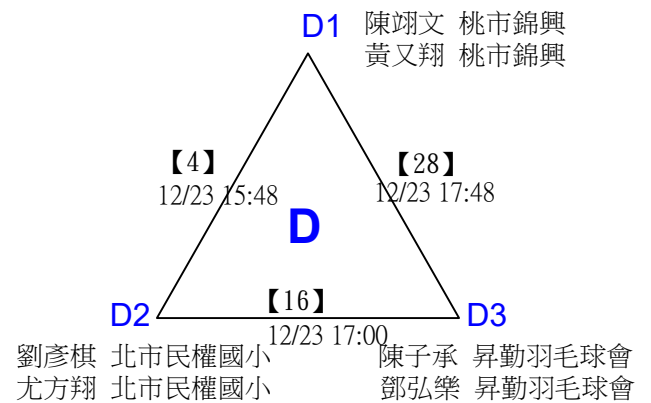 D1 陳翊文 桃市錦興
黃又翔 桃市錦興
【4】
12/23 15:48
【28】
12/23 17:48
D
D2
【16】
12/23 17:00
D3
劉彥棋 北市民權國小
尤方翔 北市民權國小
陳子承 昇勤羽毛球會
鄧弘樂 昇勤羽毛球會